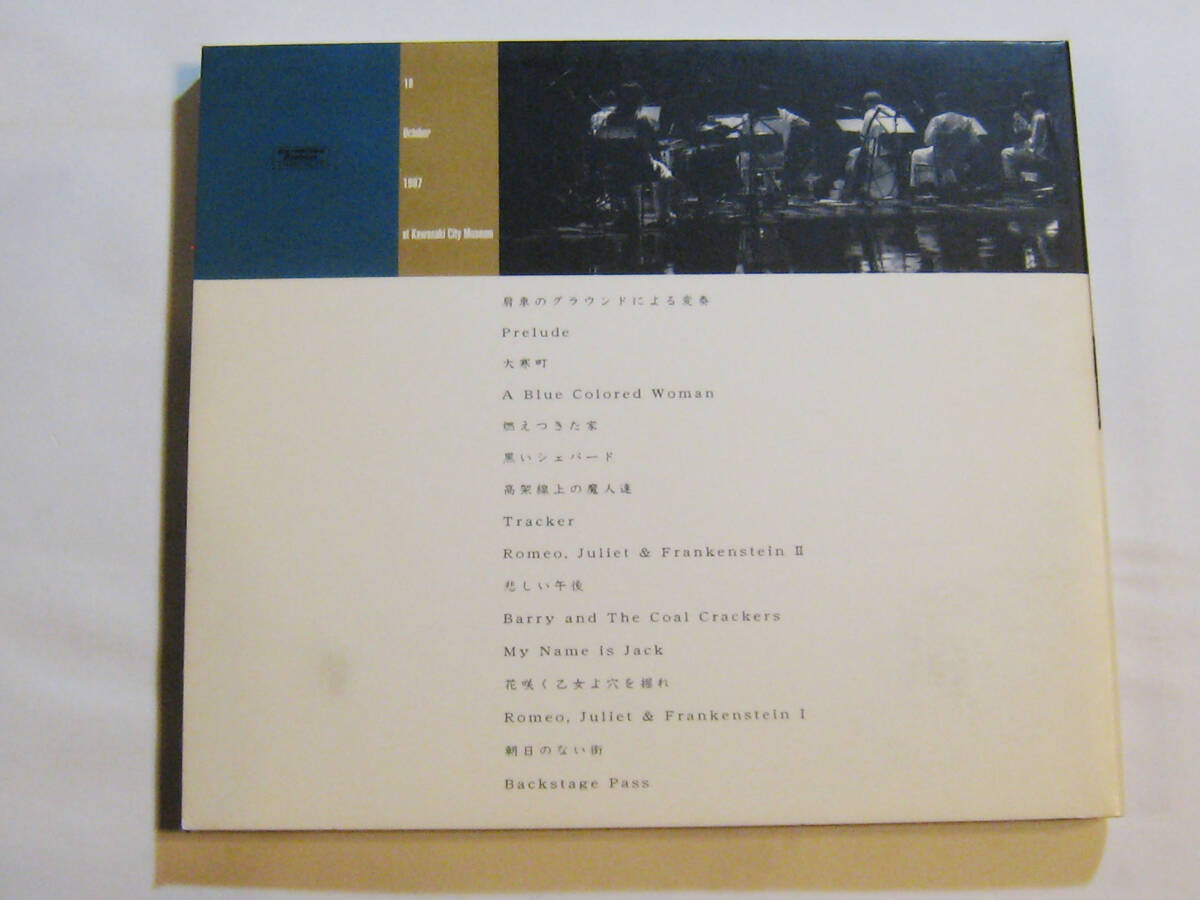 18
October
1997
at Kawasaki City Museum
肩車のグラウンドによる変奏
Prelude
大寒町
A Blue Colored Woman
燃えつきた家
黒いシェパード
高架線上の魔人達
Tracker
Romeo, Juliet & Frankenstein II
悲しい午後
Barry and The Coal Crackers
My Name is Jack
花咲く乙女よ穴を掘れ
Romeo, Juliet & Frankenstein I
朝日のない街
Backstage Pass